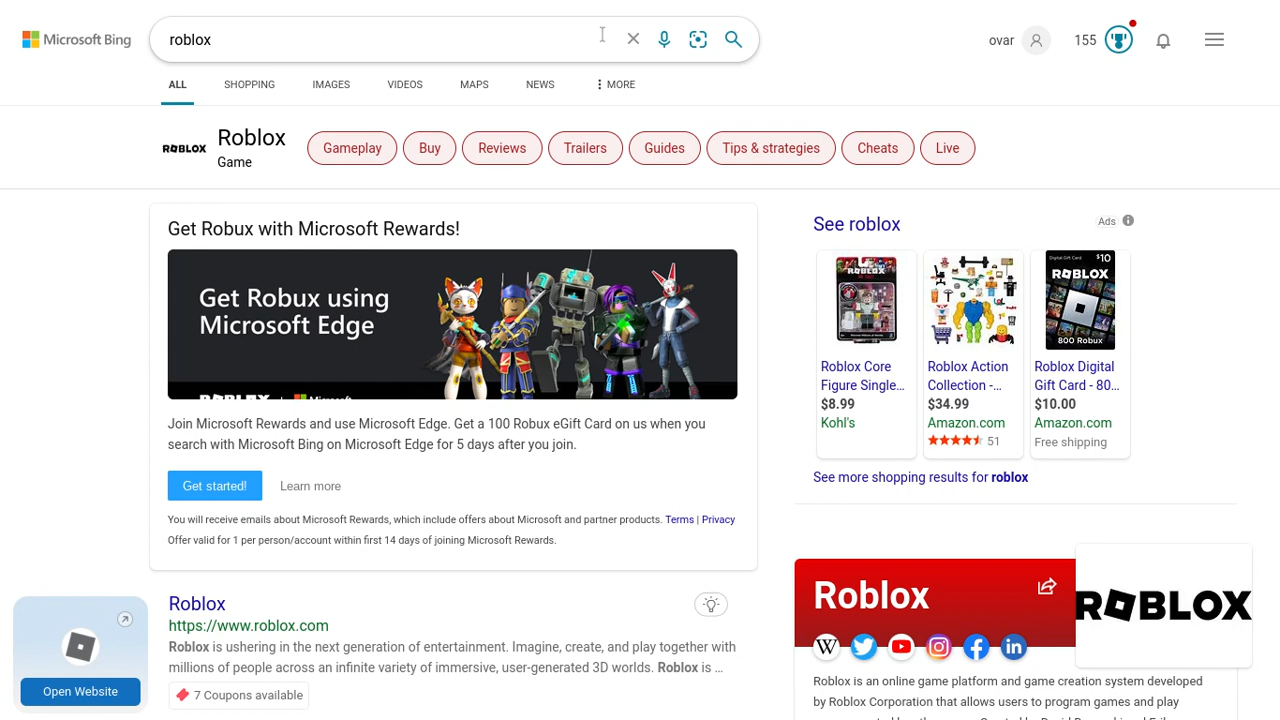 Microsoft Bing
roblox
ovar
155
ALL
SHOPPING
IMAGES
VIDEOS
MAPS
NEWS
MORE
ROBLOX
Roblox
Game
Gameplay
Buy
Reviews
Trailers
Guides
Tips & strategies
Cheats
Live
Get Robux with Microsoft Rewards!
Get Robux using
Microsoft Edge
ROBLOX | Microsoft
Join Microsoft Rewards and use Microsoft Edge. Get a 100 Roblox eGift Card on us when you
search with Microsoft Bing on Microsoft Edge for 5 days after you join.
Get started!
Learn more
You will receive emails about Microsoft Rewards, which include offers about Microsoft and partner products. Terms | Privacy
Offer valid for 1 per person/account within first 14 days of joining Microsoft Rewards.
Open Website
Roblox
https://www.roblox.com
Roblox is ushering in the next generation of entertainment. Imagine, create, and play together with
millions of people across an infinite variety of immersive, user-generated 3D worlds. Roblox is ...
7 Coupons available
See roblox
Ads
ROBLOX
Roblox Core
Figure Single...
$8.99
Kohl's
Roblox Action
Collection -...
$34.99
Amazon.com
51
Digital Gift Card
$10
ROBLOX
800 Robux
Roblox Digital
Gift Card - 80...
$10.00
Amazon.com
Free shipping
See more shopping results for roblox
Roblox
ROBLOX
W
Roblox is an online game platform and game creation system developed
by Roblox Corporation that allows users to program games and play